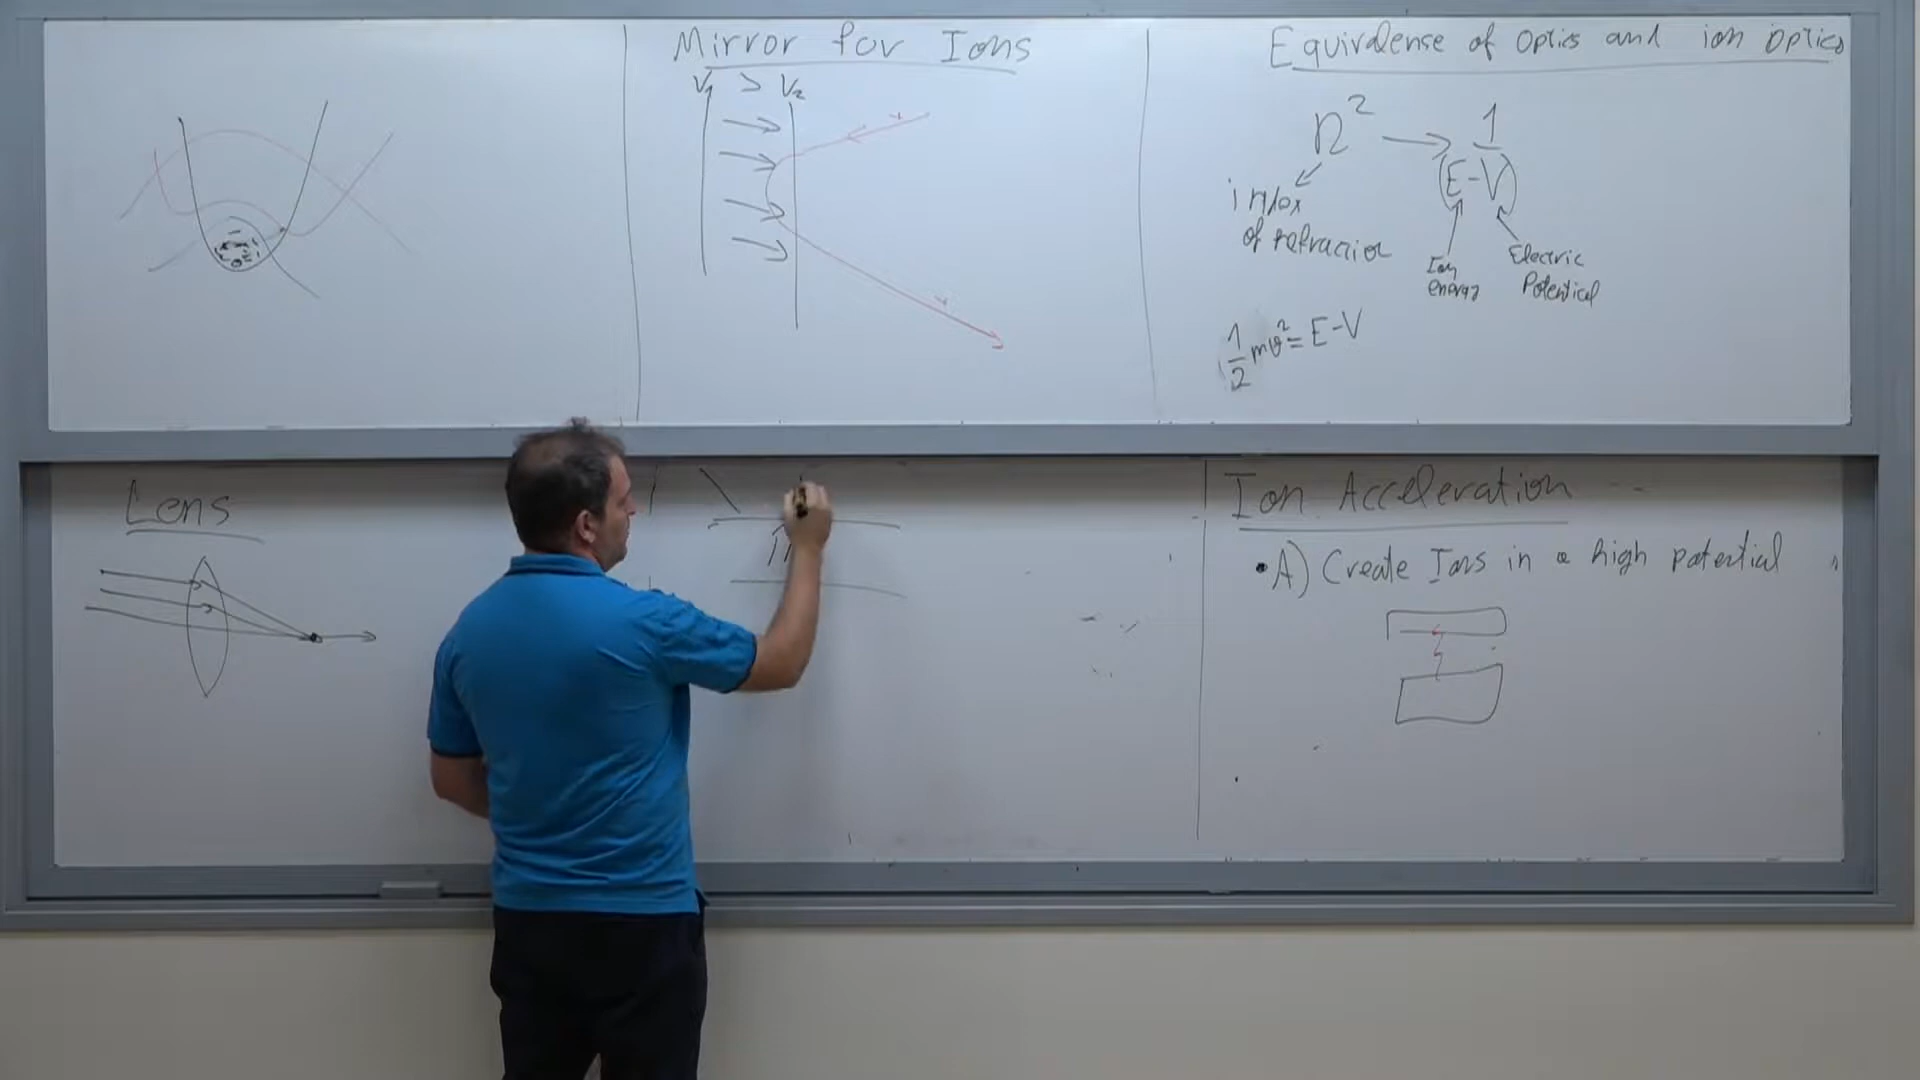 Mirror for Ions
V₁ > V₂
Equivalense of optics and ion optics
n² → 1
(E-V)
index
of refraction
Ion
energy
Electric
Potential
1/2 mv² = E-V
Lens
Ion Acceleration
• A) Create Ions in a high potential